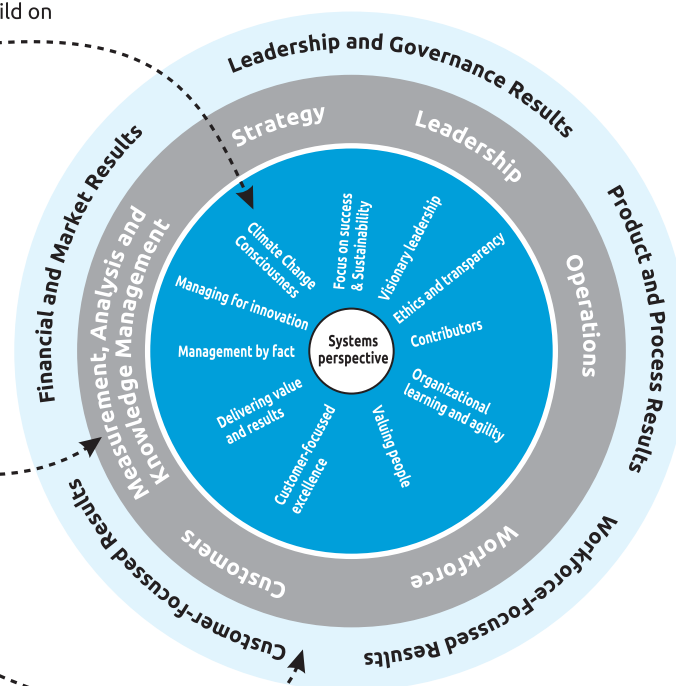 ild on
Leadership and Governance Results
Product and Process Results
Workforce-Focussed Results
Customer-Focussed Results
Financial and Market Results
Strategy
Leadership
Operations
Workforce
Customers
Measurement, Analysis and
Knowledge Management
Climate Change
Consciousness
Focus on success
& Sustainability
Visionary leadership
Ethics and transparency
Contributors
Organizational
learning and agility
Valuing people
Customer-focussed
excellence
Delivering value
and results
Management by fact
Managing for innovation
Systems
perspective